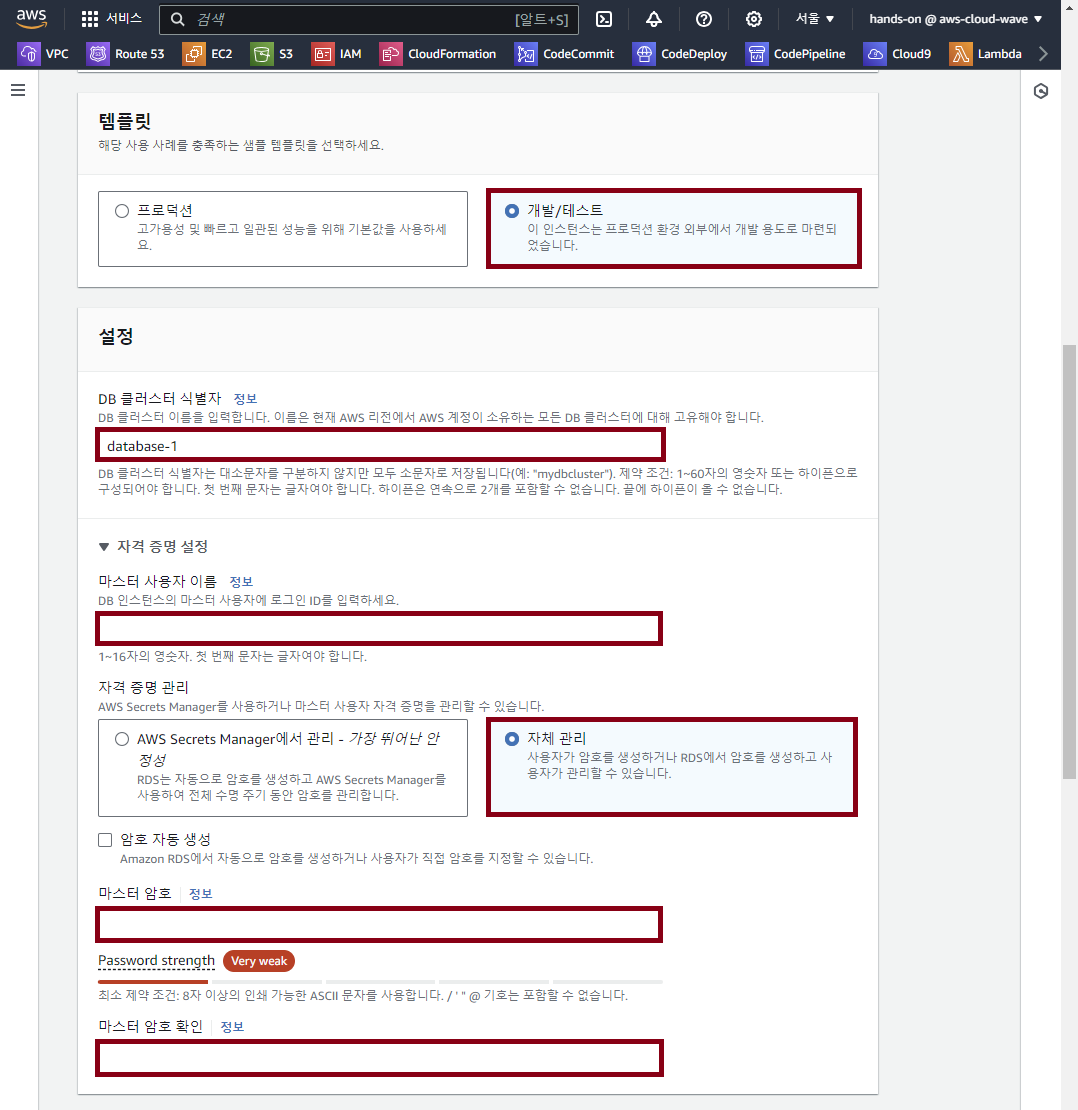 aws
서비스
검색
[알트+S]
서울 ▼
hands-on @ aws-cloud-wave ▼
VPC
Route 53
EC2
S3
IAM
CloudFormation
CodeCommit
CodeDeploy
CodePipeline
Cloud9
Lambda
템플릿
해당 사용 사례를 충족하는 샘플 템플릿을 선택하세요.
프로덕션
고가용성 및 빠르고 일관된 성능을 위해 기본값을 사용하세
요.
개발/테스트
이 인스턴스는 프로덕션 환경 외부에서 개발 용도로 마련되
었습니다.
설정
DB 클러스터 식별자 정보
DB 클러스터 이름을 입력합니다. 이름은 현재 AWS 리전에서 AWS 계정이 소유하는 모든 DB 클러스터에 대해 고유해야 합니다.
database-1
DB 클러스터 식별자는 대소문자를 구분하지 않지만 모두 소문자로 저장됩니다(예: "mydbcluster"). 제약 조건: 1~60자의 영숫자 또는 하이픈으로
구성되어야 합니다. 첫 번째 문자는 글자여야 합니다. 하이픈은 연속으로 2개를 포함할 수 없습니다. 끝에 하이픈이 올 수 없습니다.
▼ 자격 증명 설정
마스터 사용자 이름 정보
DB 인스턴스의 마스터 사용자에 로그인 ID를 입력하세요.
1~16자의 영숫자. 첫 번째 문자는 글자여야 합니다.
자격 증명 관리
AWS Secrets Manager를 사용하거나 마스터 사용자 자격 증명을 관리할 수 있습니다.
AWS Secrets Manager에서 관리 - 가장 뛰어난 안
정성
RDS는 자동으로 암호를 생성하고 AWS Secrets Manager를
사용하여 전체 수명 주기 동안 암호를 관리합니다.
자체 관리
사용자가 암호를 생성하거나 RDS에서 암호를 생성하고 사
용자가 관리할 수 있습니다.
암호 자동 생성
Amazon RDS에서 자동으로 암호를 생성하거나 사용자가 직접 암호를 지정할 수 있습니다.
마스터 암호 정보
Password strength Very weak
최소 제약 조건: 8자 이상의 인쇄 가능한 ASCII 문자를 사용합니다. / ' " @ 기호는 포함할 수 없습니다.
마스터 암호 확인 정보